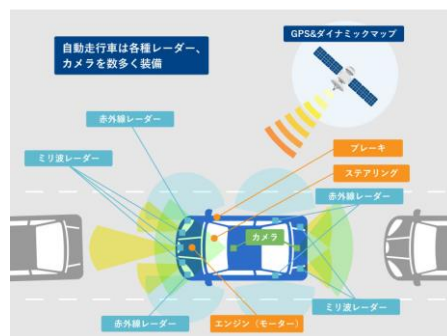 自動走行車は各種レーダー、
カメラを数多く装備
GPS&ダイナミックマップ
赤外線レーダー
ブレーキ
ミリ波レーダー
ステアリング
赤外線レーダー
カメラ
赤外線レーダー
エンジン（モーター）
ミリ波レーダー